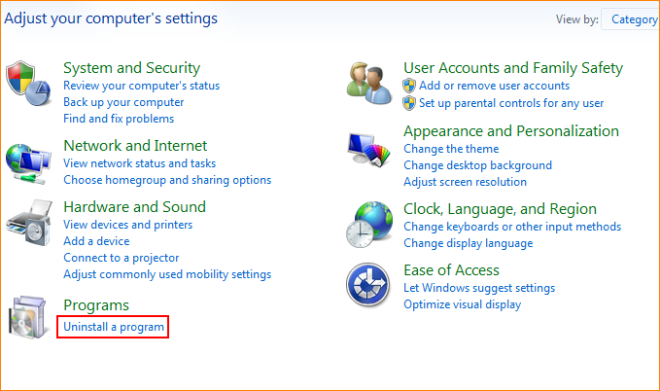 Adjust your computer's settings
View by: Category
System and Security
Review your computer's status
Back up your computer
Find and fix problems
Network and Internet
View network status and tasks
Choose homegroup and sharing options
Hardware and Sound
View devices and printers
Add a device
Connect to a projector
Adjust commonly used mobility settings
Programs
Uninstall a program
User Accounts and Family Safety
Add or remove user accounts
Set up parental controls for any user
Appearance and Personalization
Change the theme
Change desktop background
Adjust screen resolution
Clock, Language, and Region
Change keyboards or other input methods
Change display language
Ease of Access
Let Windows suggest settings
Optimize visual display